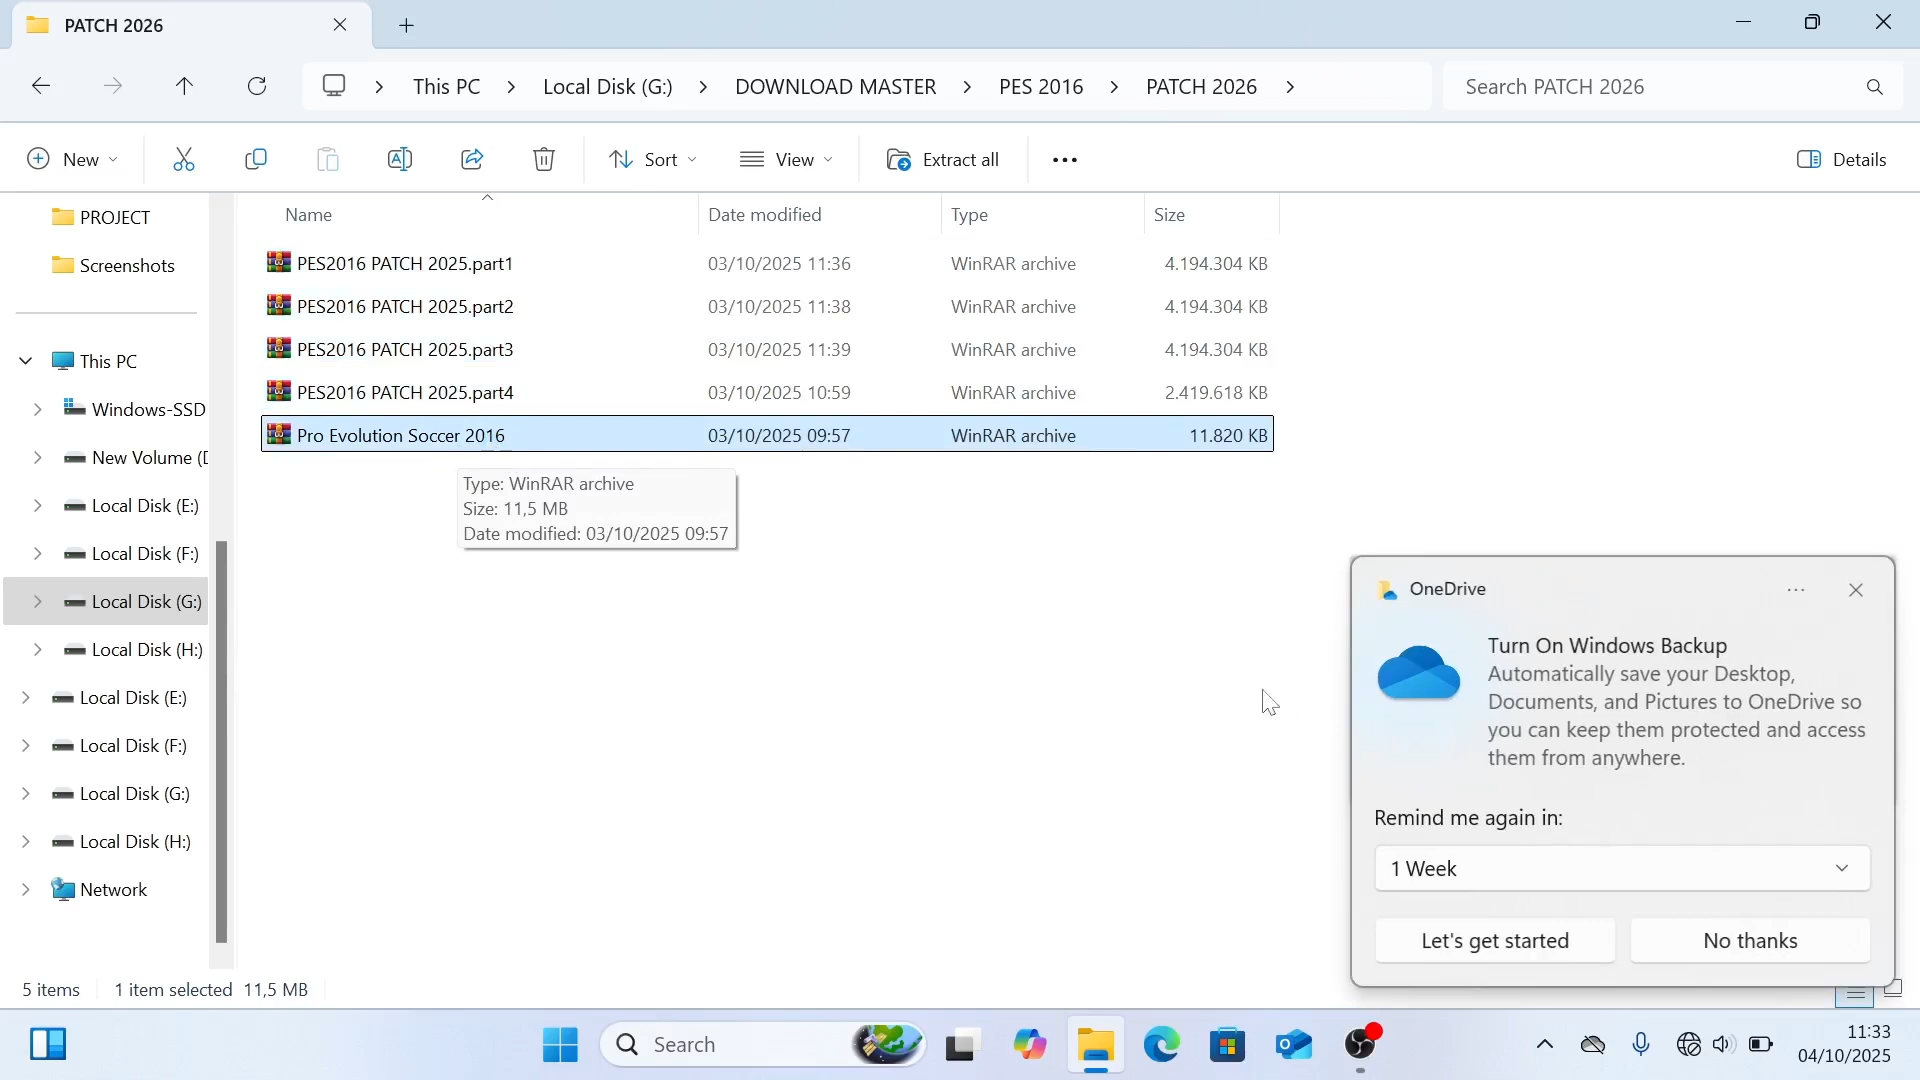 PATCH 2026
This PC
Local Disk (G:)
DOWNLOAD MASTER
PES 2016
PATCH 2026
Search PATCH 2026
New
Sort
View
Extract all
Details
PROJECT
Screenshots
This PC
Windows-SSD
New Volume (D
Local Disk (E:)
Local Disk (F:)
Local Disk (G:)
Local Disk (H:)
Local Disk (E:)
Local Disk (F:)
Local Disk (G:)
Local Disk (H:)
Network
Name Date modified Type Size
PES2016 PATCH 2025.part1 03/10/2025 11:36 WinRAR archive 4.194.304 KB
PES2016 PATCH 2025.part2 03/10/2025 11:38 WinRAR archive 4.194.304 KB
PES2016 PATCH 2025.part3 03/10/2025 11:39 WinRAR archive 4.194.304 KB
PES2016 PATCH 2025.part4 03/10/2025 10:59 WinRAR archive 2.419.618 KB
Pro Evolution Soccer 2016 03/10/2025 09:57 WinRAR archive 11.820 KB
Type: WinRAR archive
Size: 11,5 MB
Date modified: 03/10/2025 09:57
OneDrive
Turn On Windows Backup
Automatically save your Desktop,
Documents, and Pictures to OneDrive so
you can keep them protected and access
them from anywhere.
Remind me again in:
1 Week
Let's get started
No thanks
5 items
1 item selected 11,5 MB
Search
11:33
04/10/2025